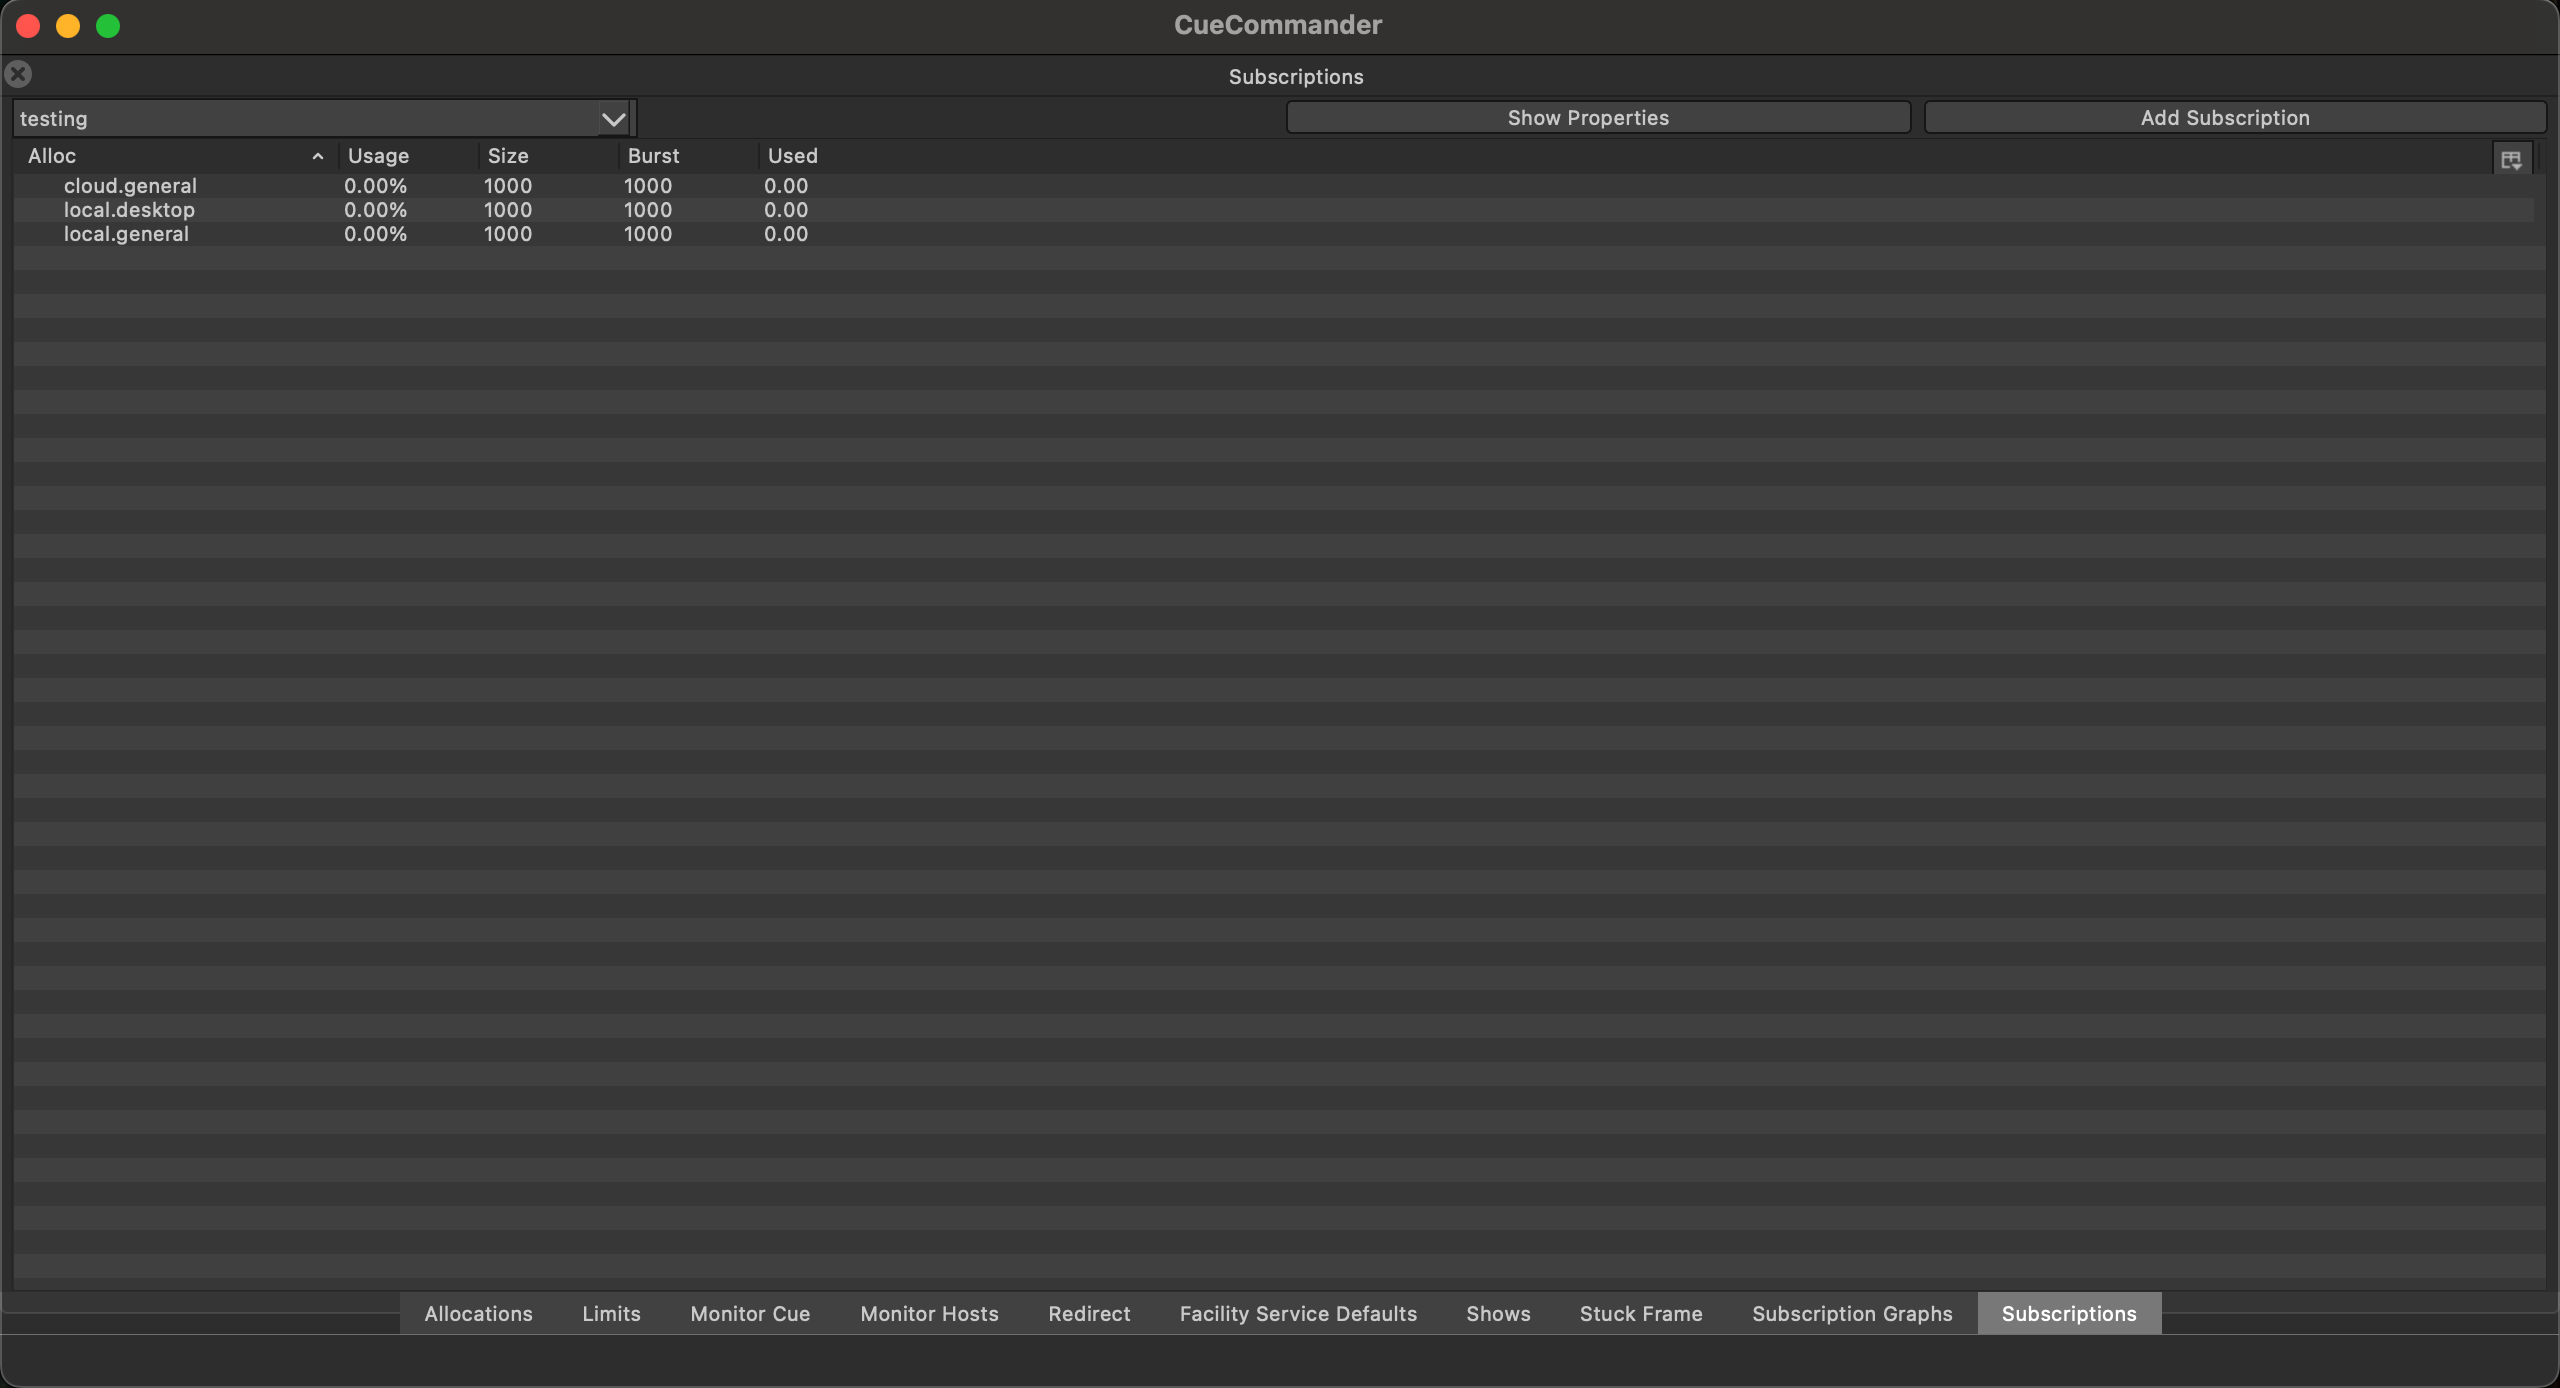 CueCommander
Subscriptions
testing
Show Properties
Add Subscription
Alloc Usage Size Burst Used
cloud.general 0.00% 1000 1000 0.00
local.desktop 0.00% 1000 1000 0.00
local.general 0.00% 1000 1000 0.00
Allocations Limits Monitor Cue Monitor Hosts Redirect Facility Service Defaults Shows Stuck Frame Subscription Graphs Subscriptions